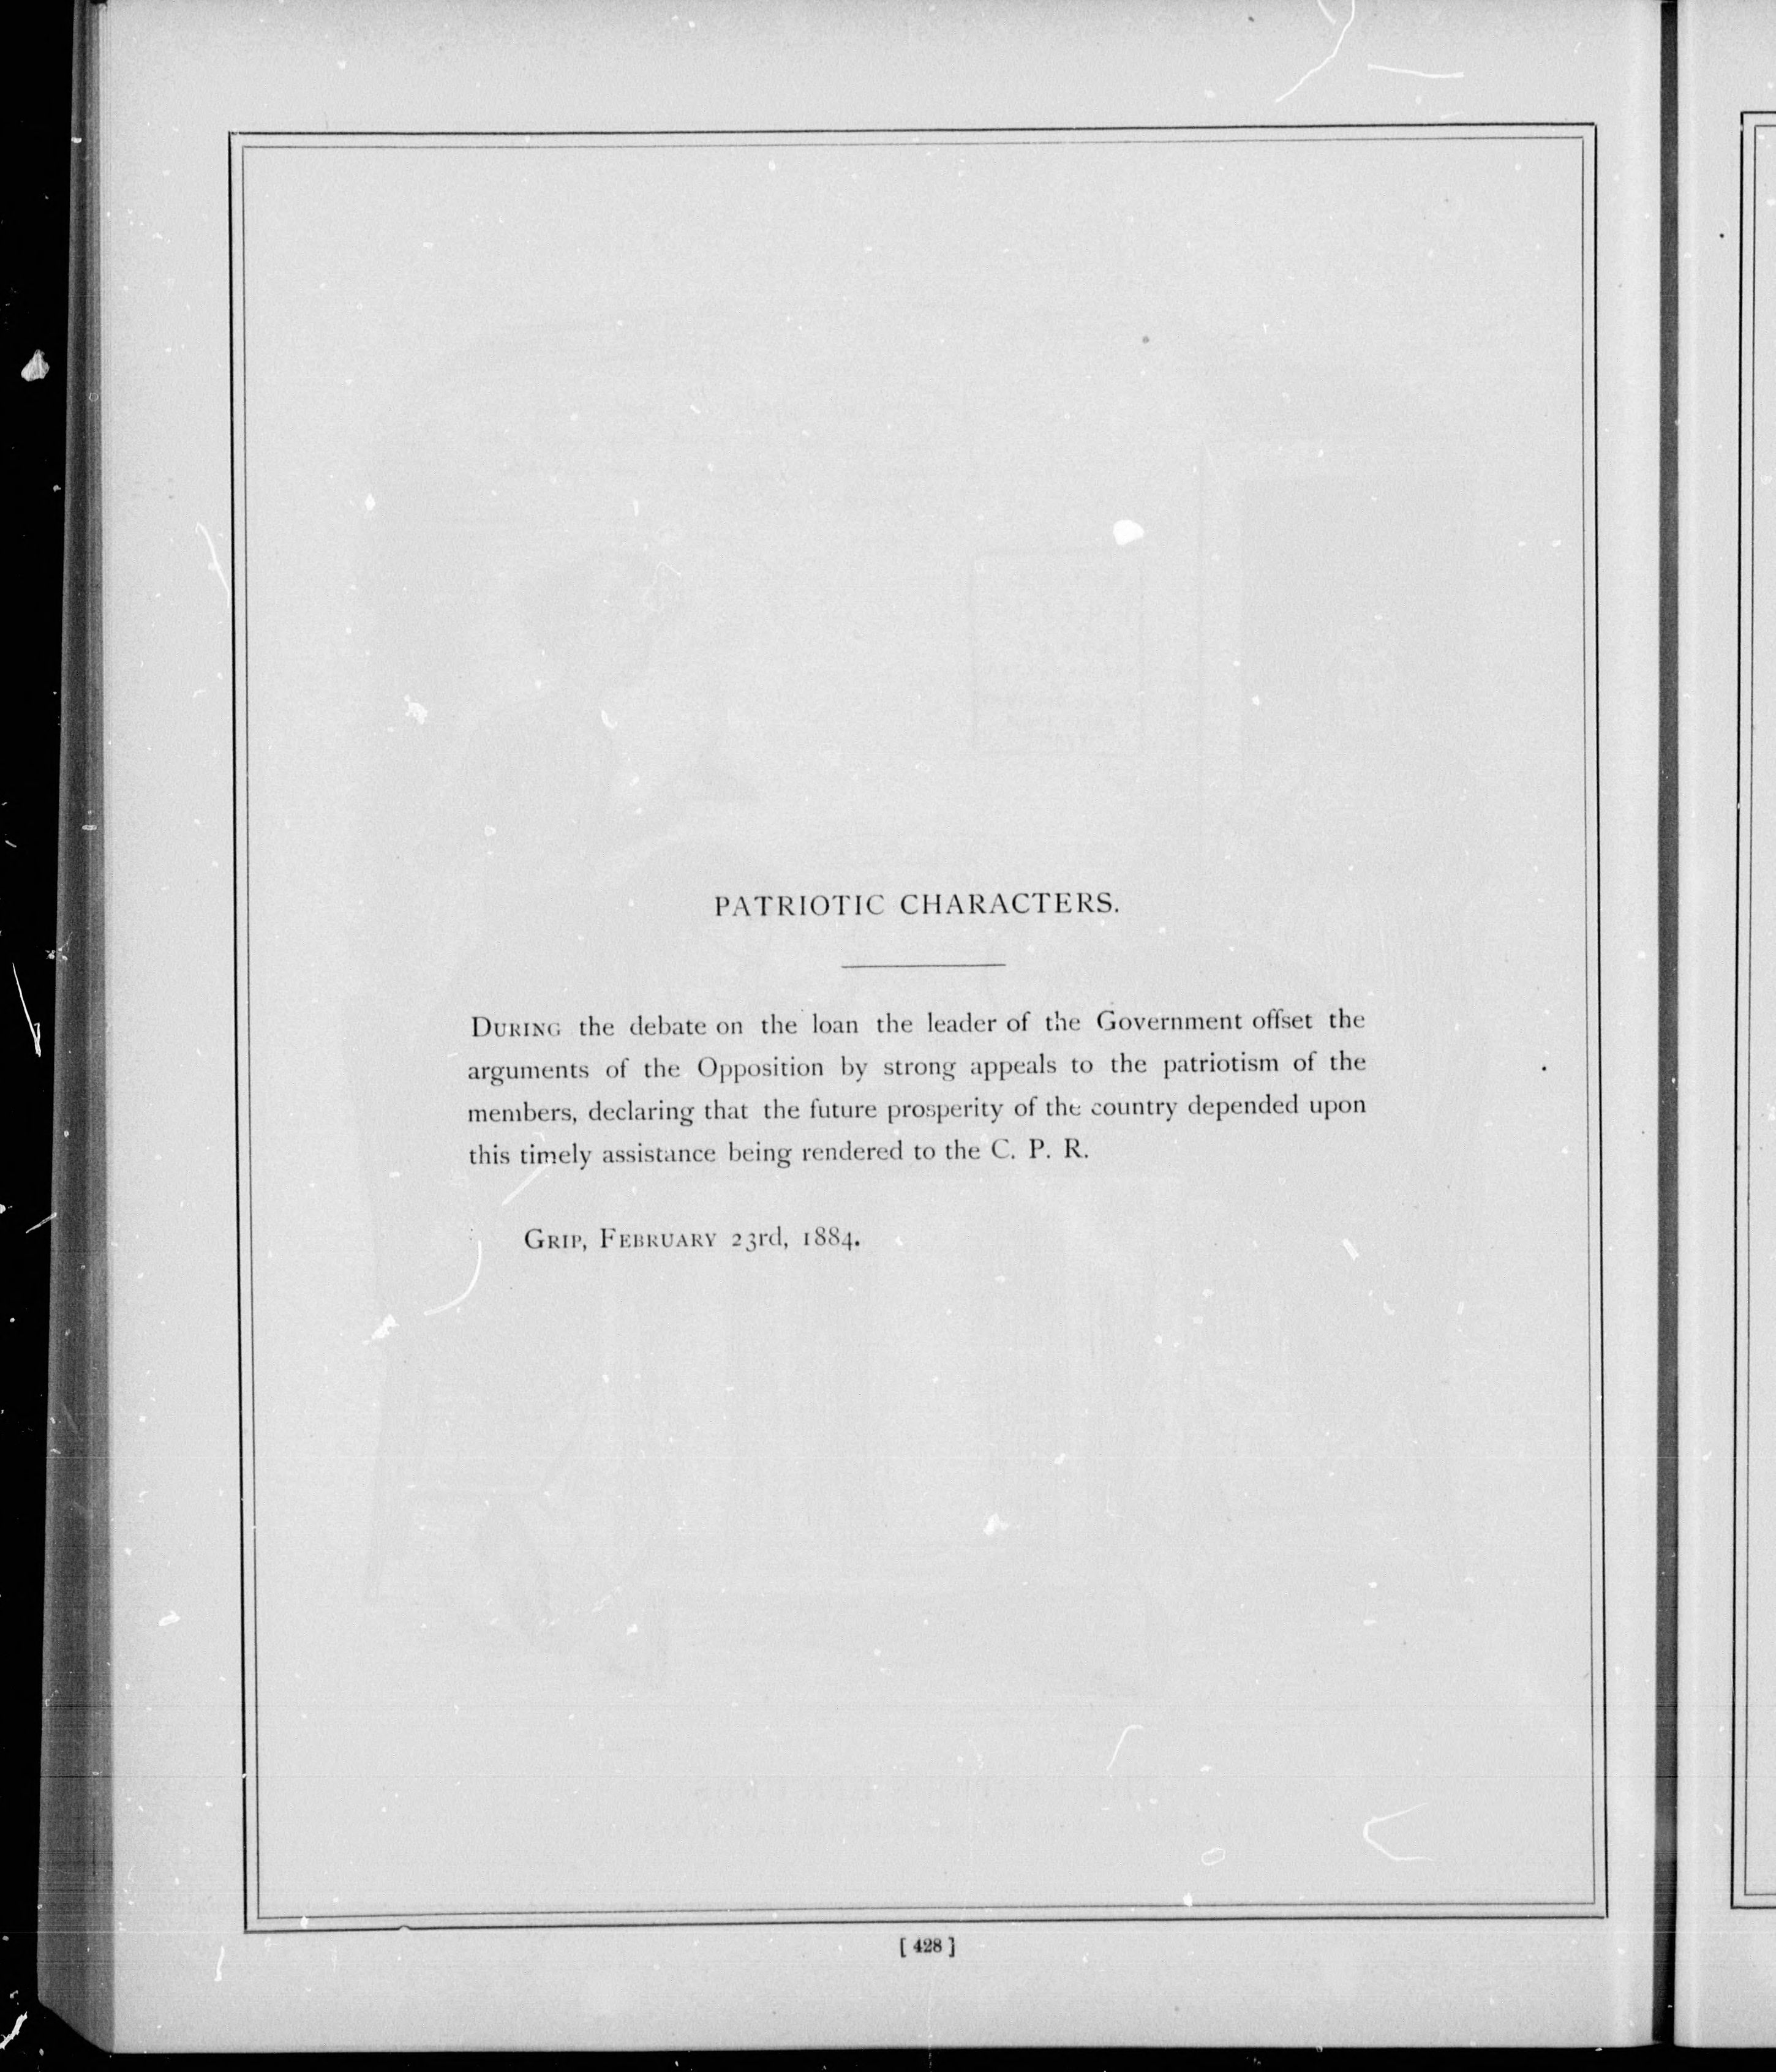 PATRIOTIC CHARACTERS.
DURING the debate on the loan the leader of the Government offset the
arguments of the Opposition by strong appeals to the patriotism of the
members, declaring that the future prosperity of the country depended upon
this timely assistance being rendered to the C. P. R.
GRIP, FEBRUARY 23rd, 1884.
[ 428 ]